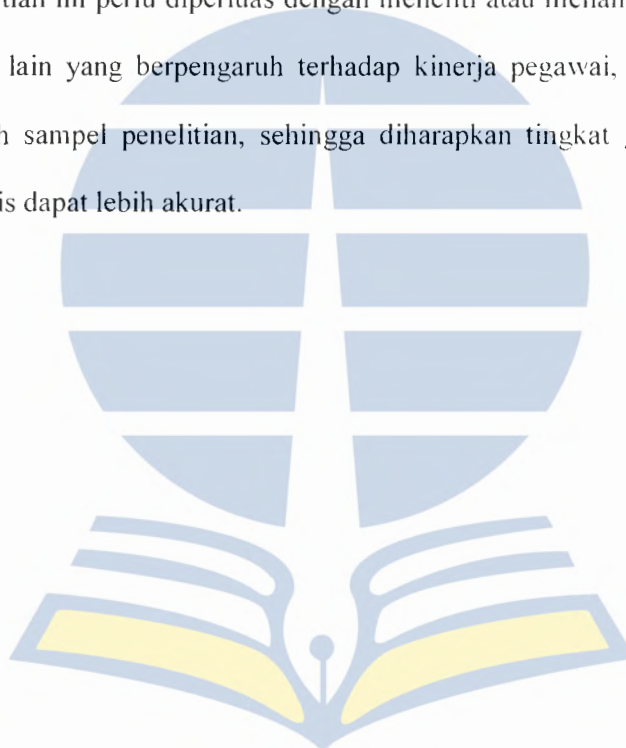 ini perlu diperluas dengan meneliti atau
lain yang berpengaruh terhadap kinerja pegawai,
sampel penelitian, sehingga diharapkan tingkat
dapat lebih akurat.